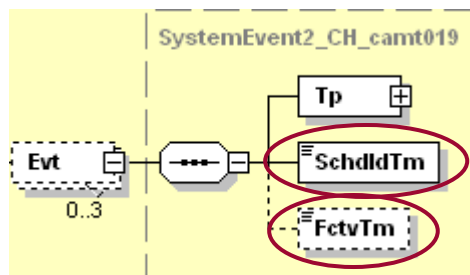 SystemEvent2_CH_camt019
Tp
Evt
SchdldTm
0..3
FctvTm